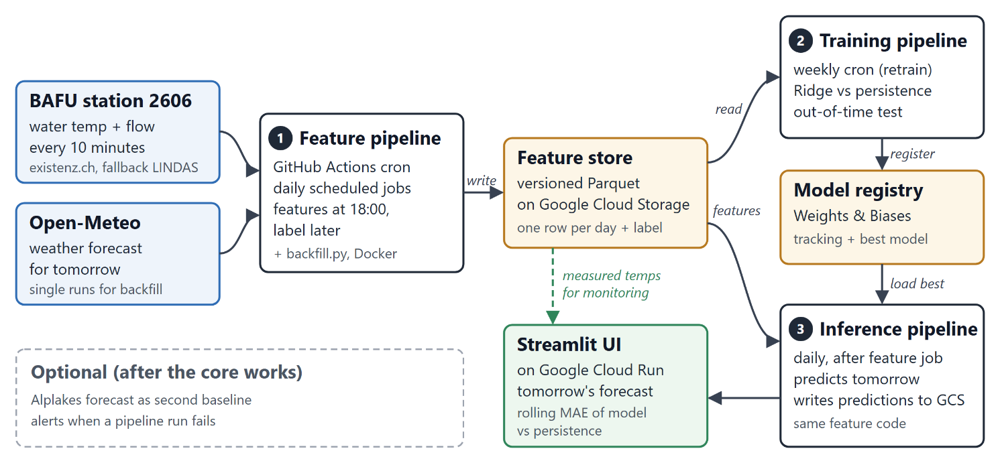 BAFU station 2606
water temp + flow
every 10 minutes
existenz.ch, fallback LINDAS
Open-Meteo
weather forecast
for tomorrow
single runs for backfill
1 Feature pipeline
GitHub Actions cron
daily scheduled jobs
features at 18:00,
label later
+ backfill.py, Docker
write
Feature store
versioned Parquet
on Google Cloud Storage
one row per day + label
read
features
2 Training pipeline
weekly cron (retrain)
Ridge vs persistence
out-of-time test
register
Model registry
Weights & Biases
tracking + best model
load best
3 Inference pipeline
daily, after feature job
predicts tomorrow
writes predictions to GCS
same feature code
measured temps
for monitoring
Streamlit UI
on Google Cloud Run
tomorrow's forecast
rolling MAE of model
vs persistence
Optional (after the core works)
Alplakes forecast as second baseline
alerts when a pipeline run fails